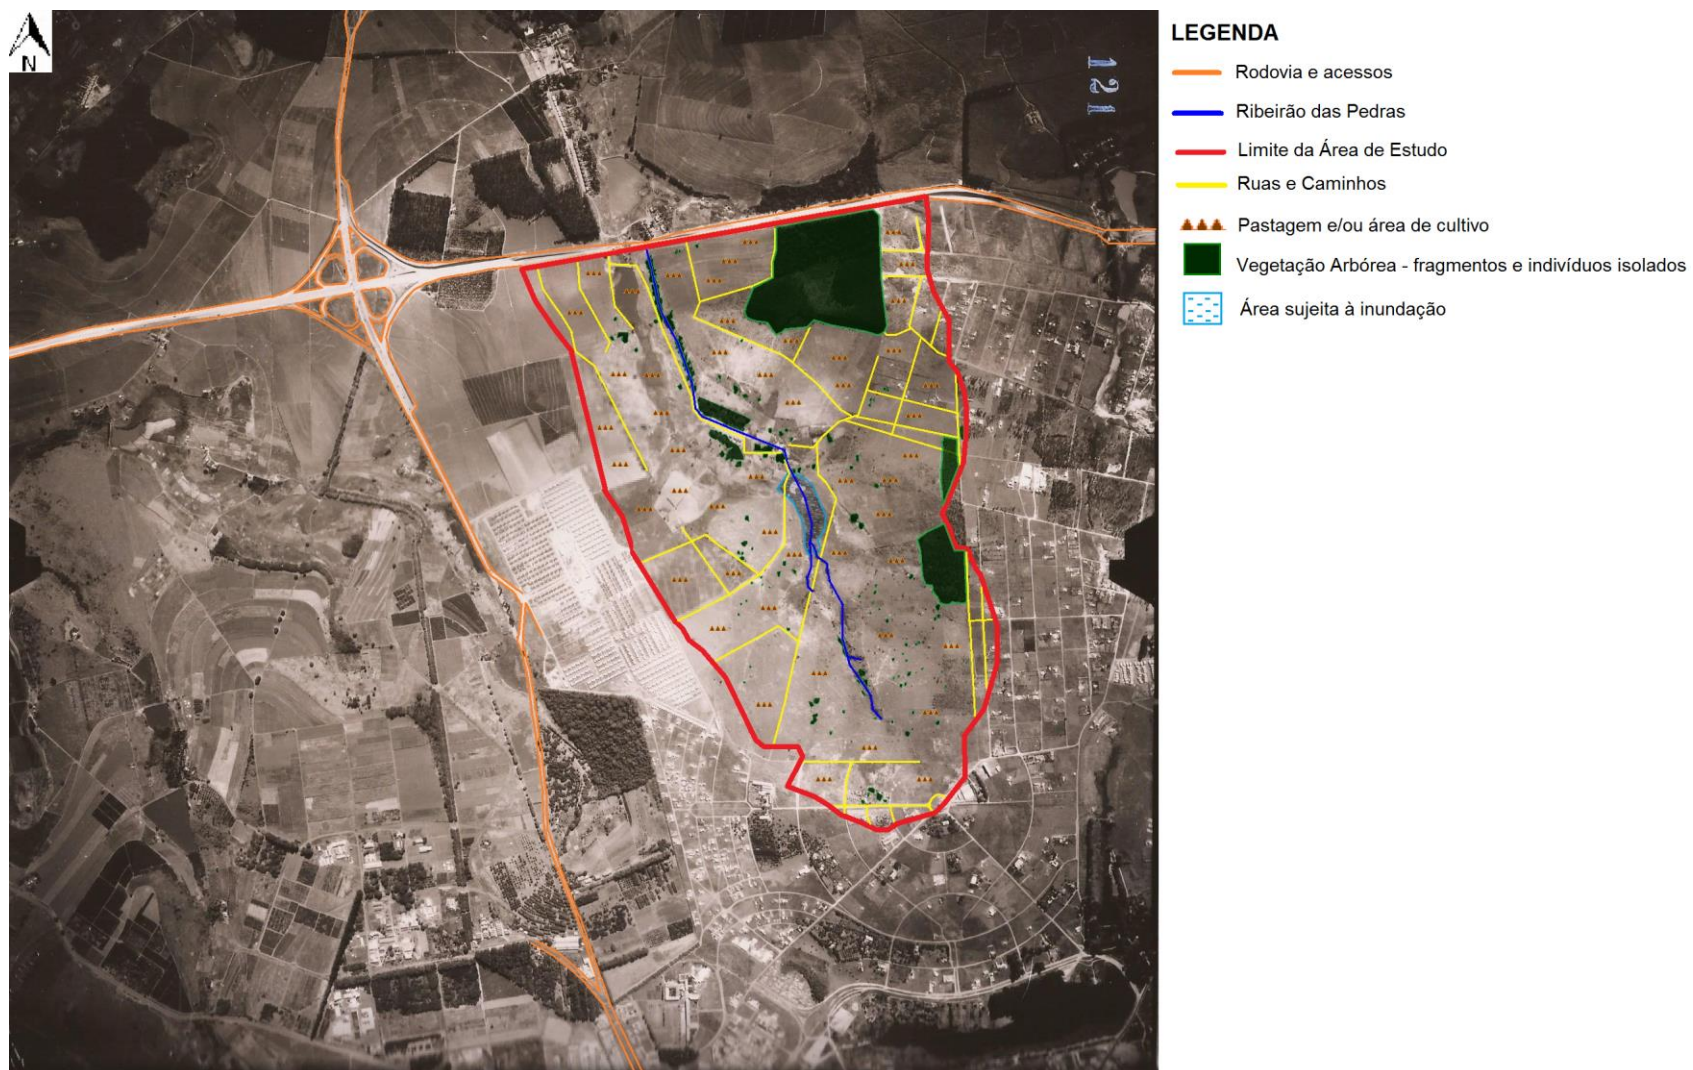 N
121
LEGENDA
Rodovia e acessos
Ribeirão das Pedras
Limite da Área de Estudo
Ruas e Caminhos
Pastagem e/ou área de cultivo
Vegetação Arbórea - fragmentos e indivíduos isolados
Área sujeita à inundação